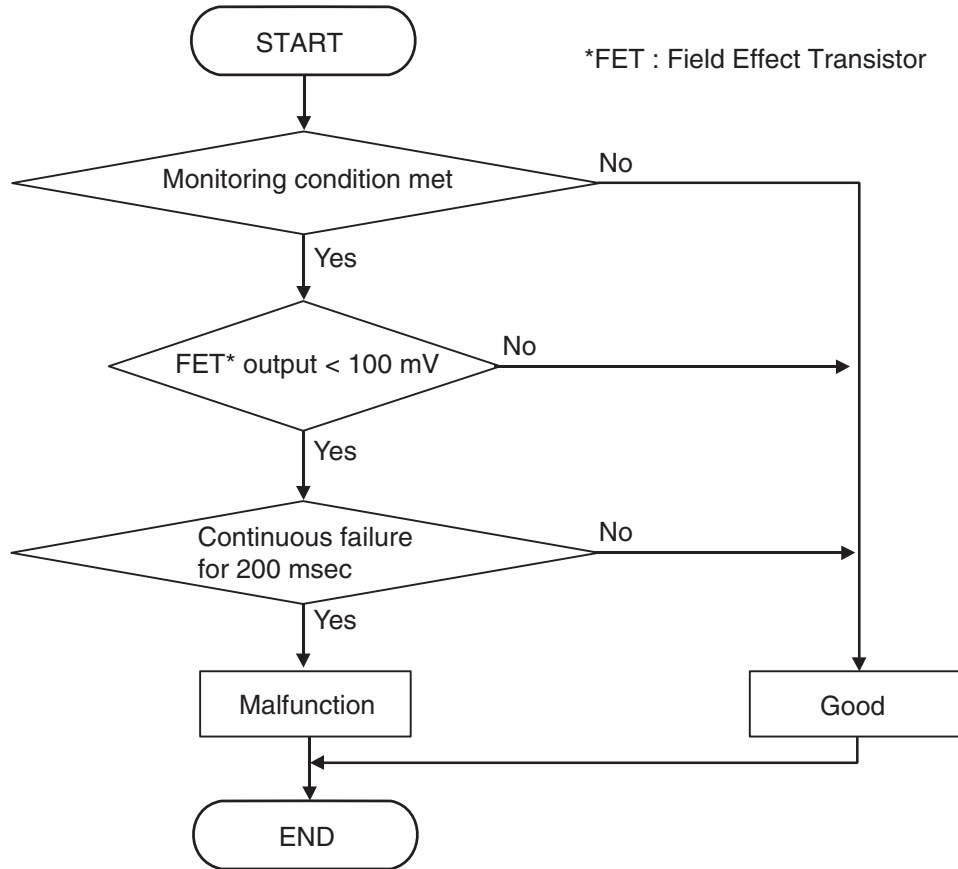 START
*FET : Field Effect Transistor
Monitoring condition met
No
Yes
FET* output < 100 mV
No
Yes
Continuous failure
for 200 msec
No
Yes
Malfunction
Good
END